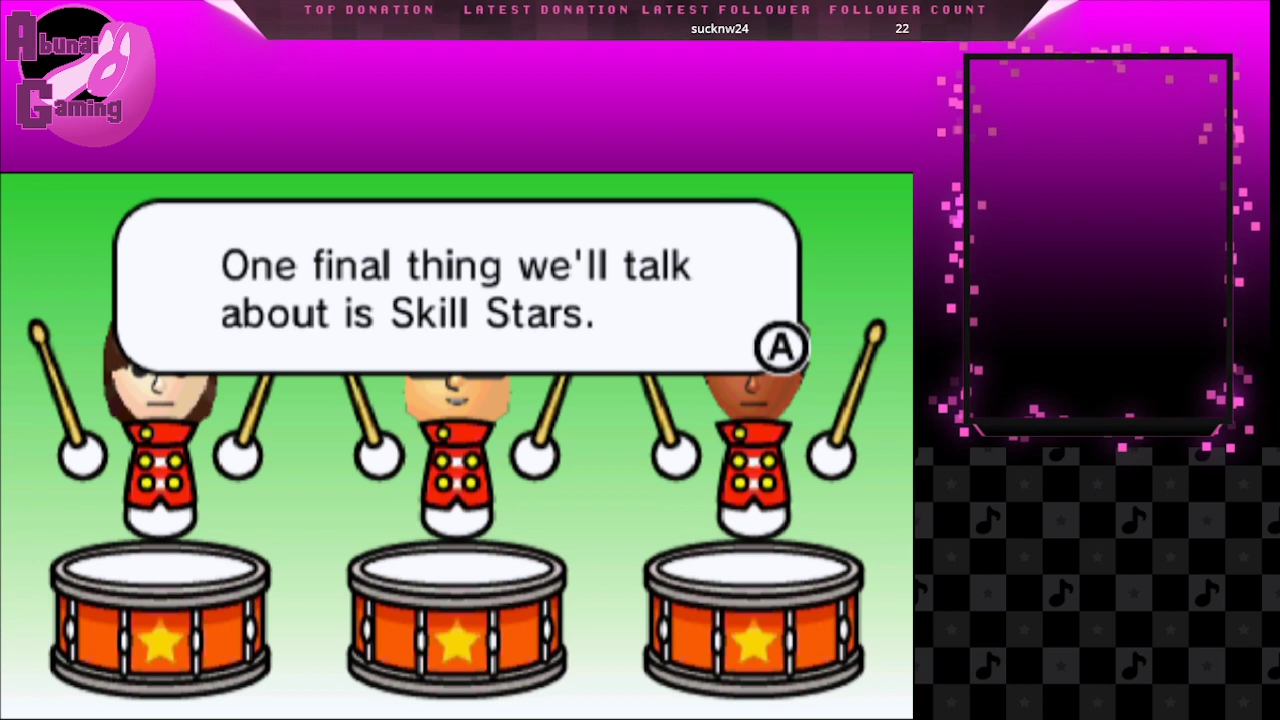 TOP DONATION LATEST DONATION LATEST FOLLOWER FOLLOWER COUNT
sucknw24 22
Abunai
Gaming
One final thing we'll talk
about is Skill Stars.
A